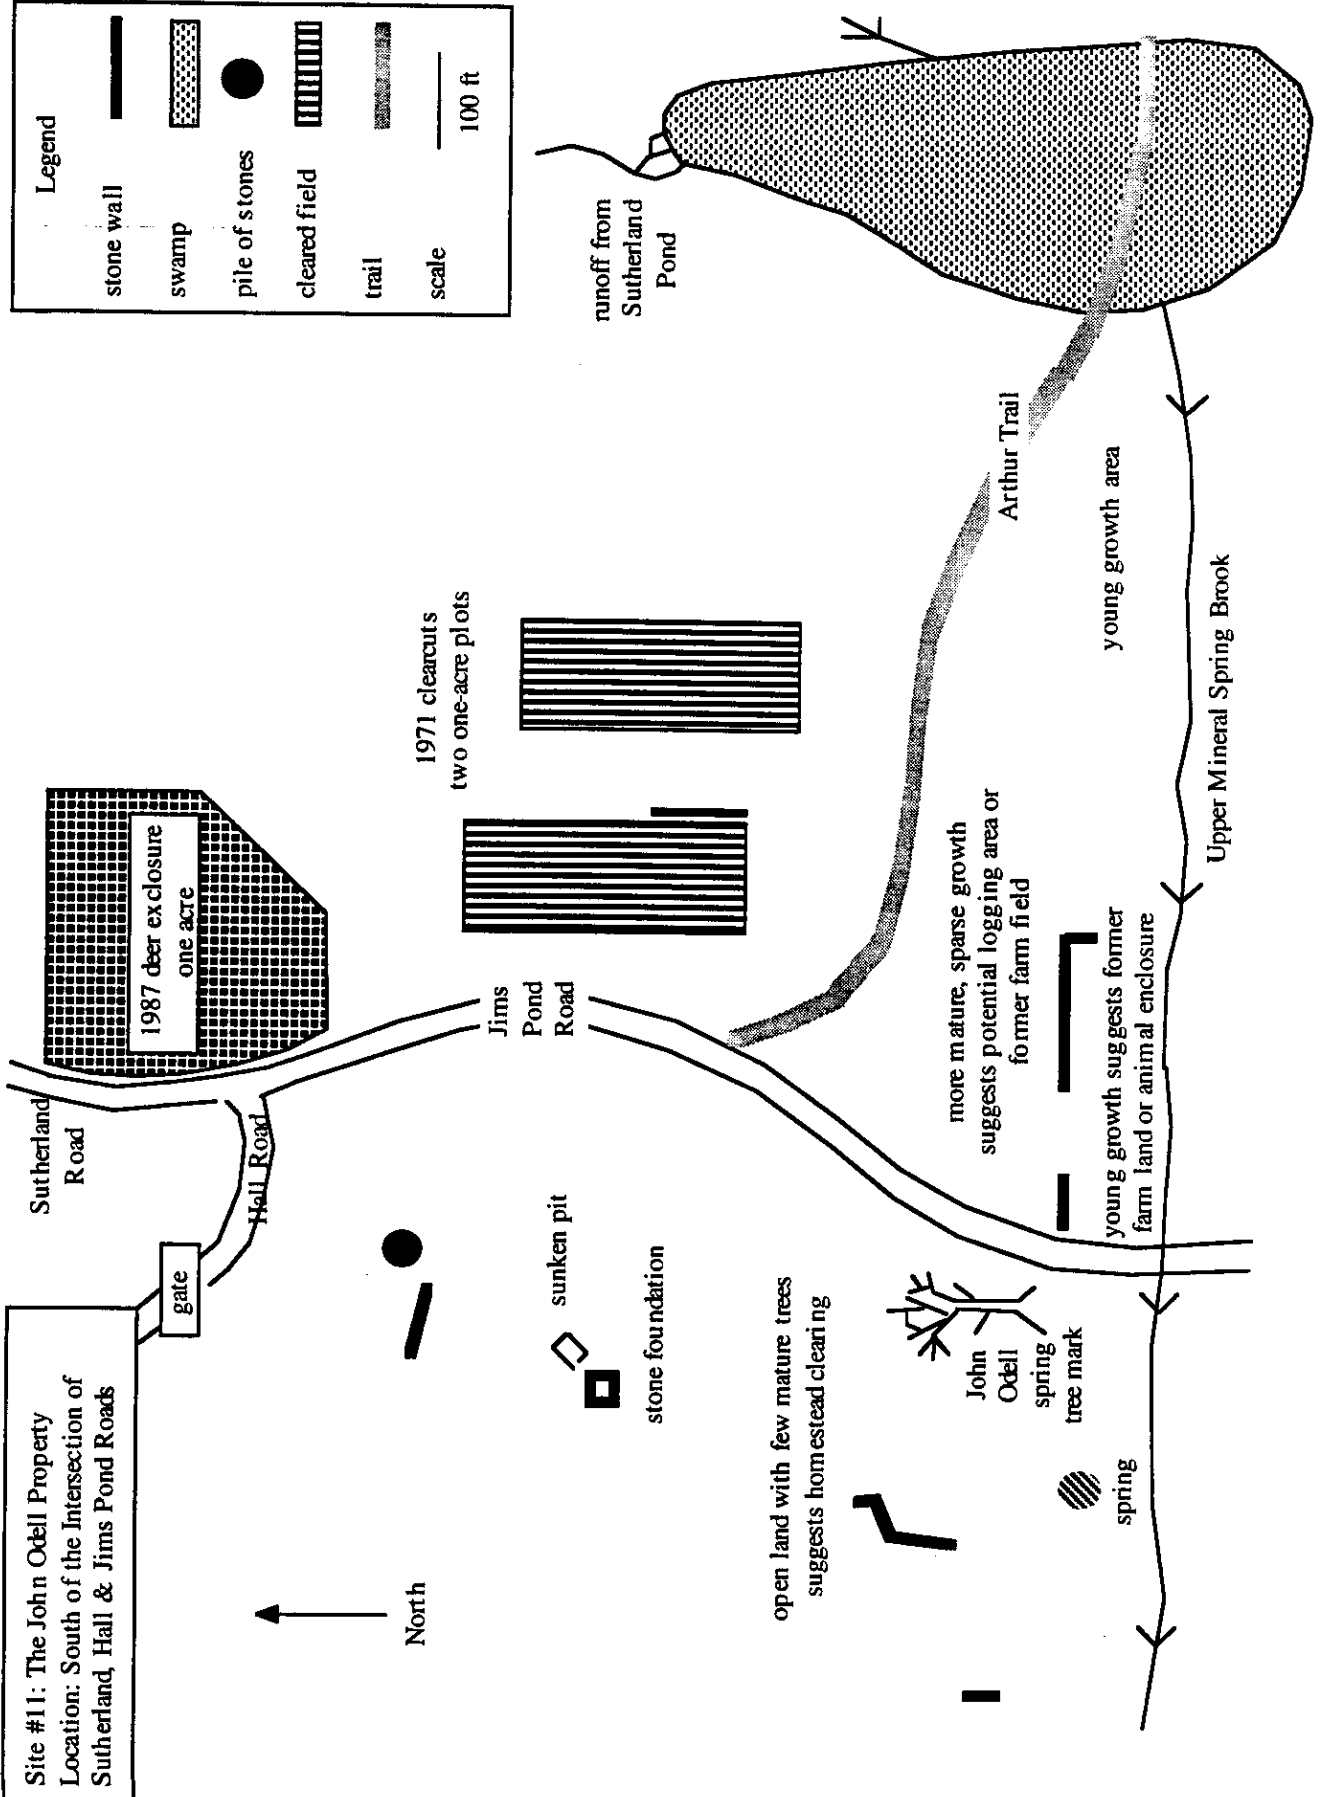 Site #11: The John Odell Property
Location: South of the Intersection of
Sutherland, Hall & Jims Pond Roads
gate
Sutherland
Road
Hall Road
1987 deer exclosure
one acre
Legend
stone wall
swamp
pile of stones
cleared field
trail
scale
100 ft
North
sunken pit
stone foundation
Jims
Pond
Road
1971 clearcuts
two one-acre plots
runoff from
Sutherland
Pond
open land with few mature trees
suggests homestead clearing
John
Odell
spring
tree mark
spring
more mature, sparse growth
suggests potential logging area or
former farm field
young growth suggests former
farm land or animal enclosure
Arthur Trail
young growth area
Upper Mineral Spring Brook